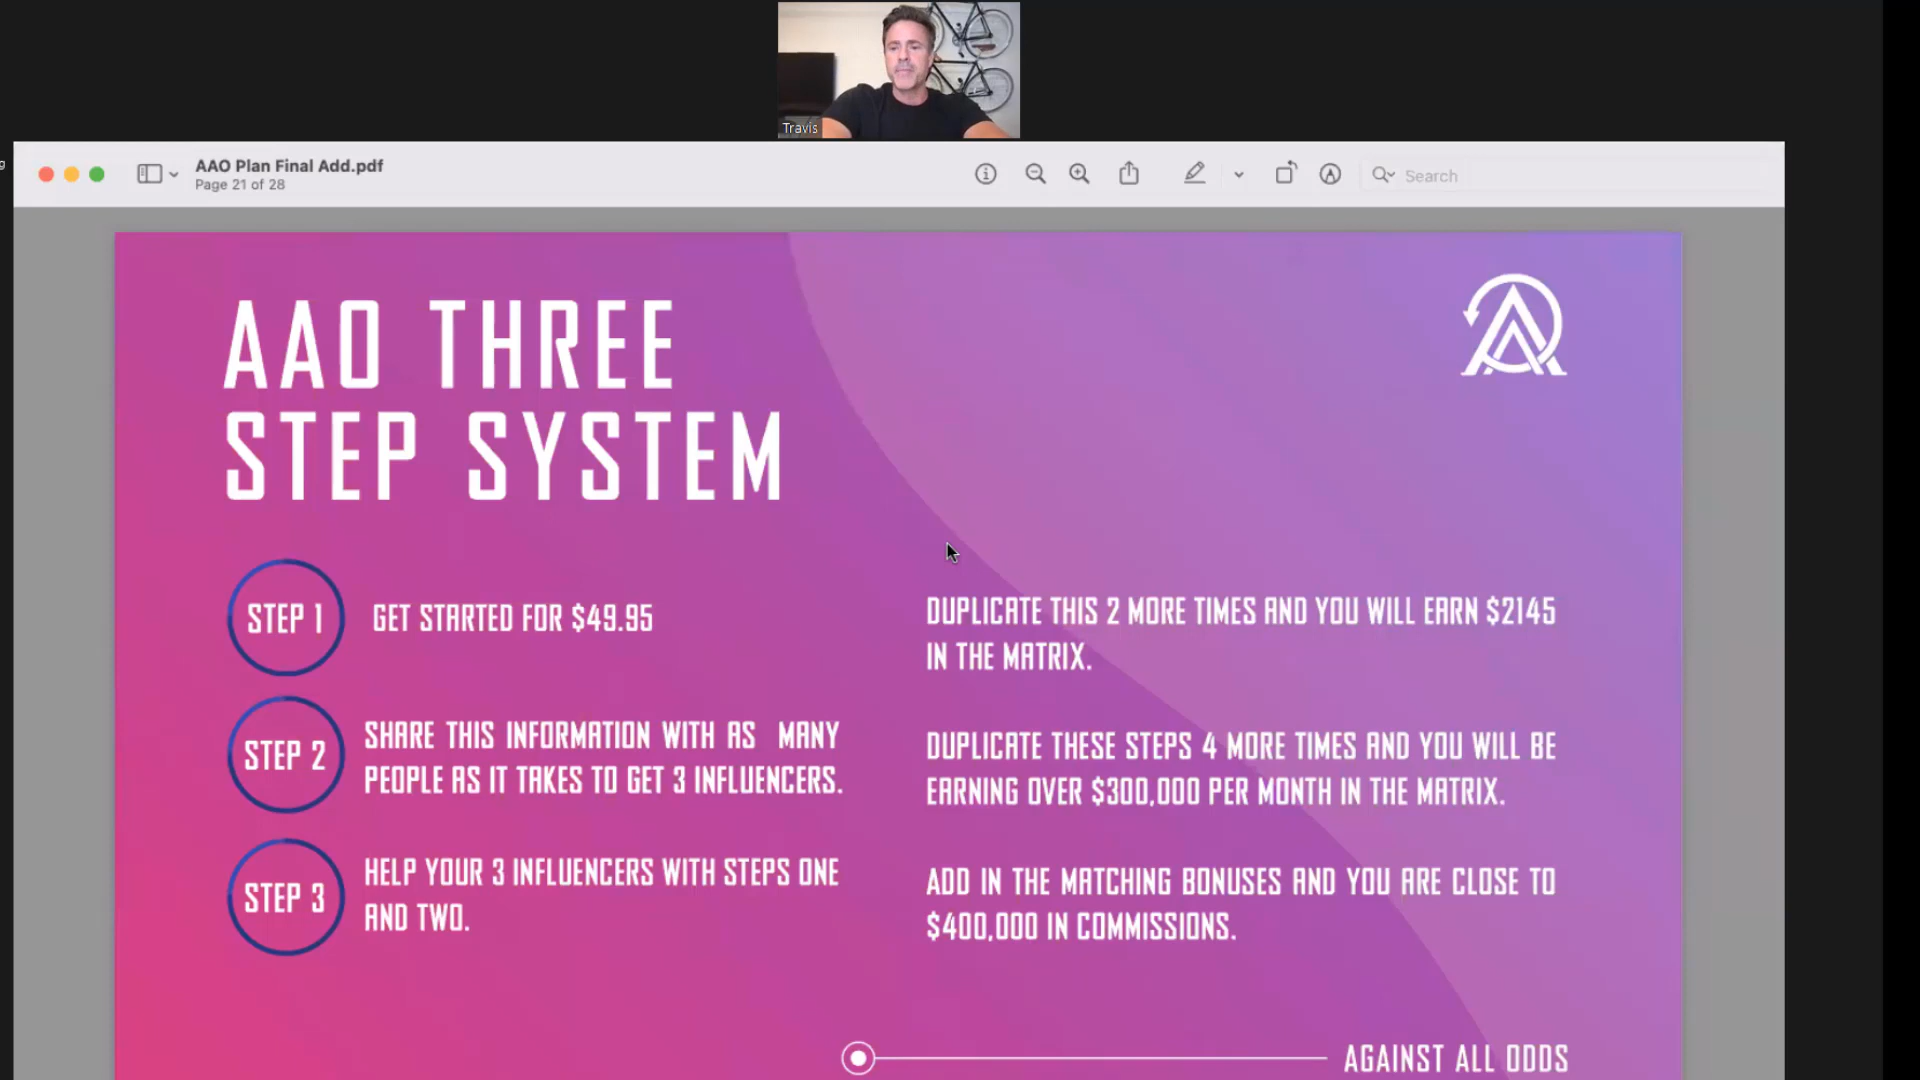 Travis
g
AAO Plan Final Add.pdf
Page 21 of 28
Search
AAO THREE
STEP SYSTEM
STEP 1
GET STARTED FOR $49.95
STEP 2
SHARE THIS INFORMATION WITH AS MANY
PEOPLE AS IT TAKES TO GET 3 INFLUENCERS.
STEP 3
HELP YOUR 3 INFLUENCERS WITH STEPS ONE
AND TWO.
DUPLICATE THIS 2 MORE TIMES AND YOU WILL EARN $2145
IN THE MATRIX.
DUPLICATE THESE STEPS 4 MORE TIMES AND YOU WILL BE
EARNING OVER $300,000 PER MONTH IN THE MATRIX.
ADD IN THE MATCHING BONUSES AND YOU ARE CLOSE TO
$400,000 IN COMMISSIONS.
AGAINST ALL ODDS